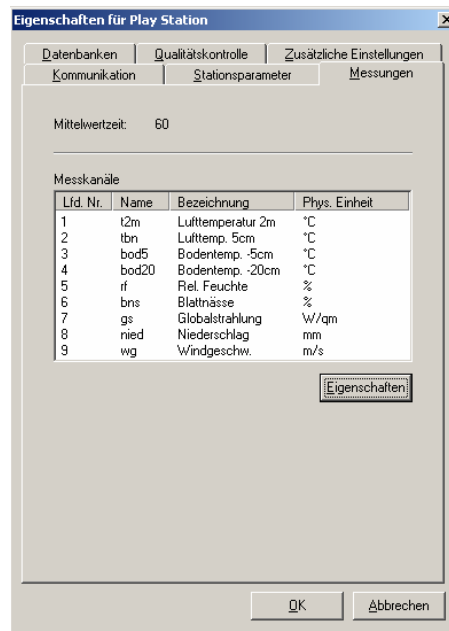 Eigenschaften für Play Station
Datenbanken Qualitätskontrolle Zusätzliche Einstellungen
Kommunikation Stationsparameter Messungen
Mittelwertzeit: 60
Messkanäle
Lfd. Nr. Name Bezeichnung Phys. Einheit
1 t2m Lufttemperatur 2m °C
2 tbn Lufttemp. 5cm °C
3 bod5 Bodentemp. -5cm °C
4 bod20 Bodentemp. -20cm °C
5 rf Rel. Feuchte %
6 bns Blattnässe %
7 gs Globalstrahlung W/qm
8 nied Niederschlag mm
9 wg Windgeschw. m/s
Eigenschaften
OK Abbrechen